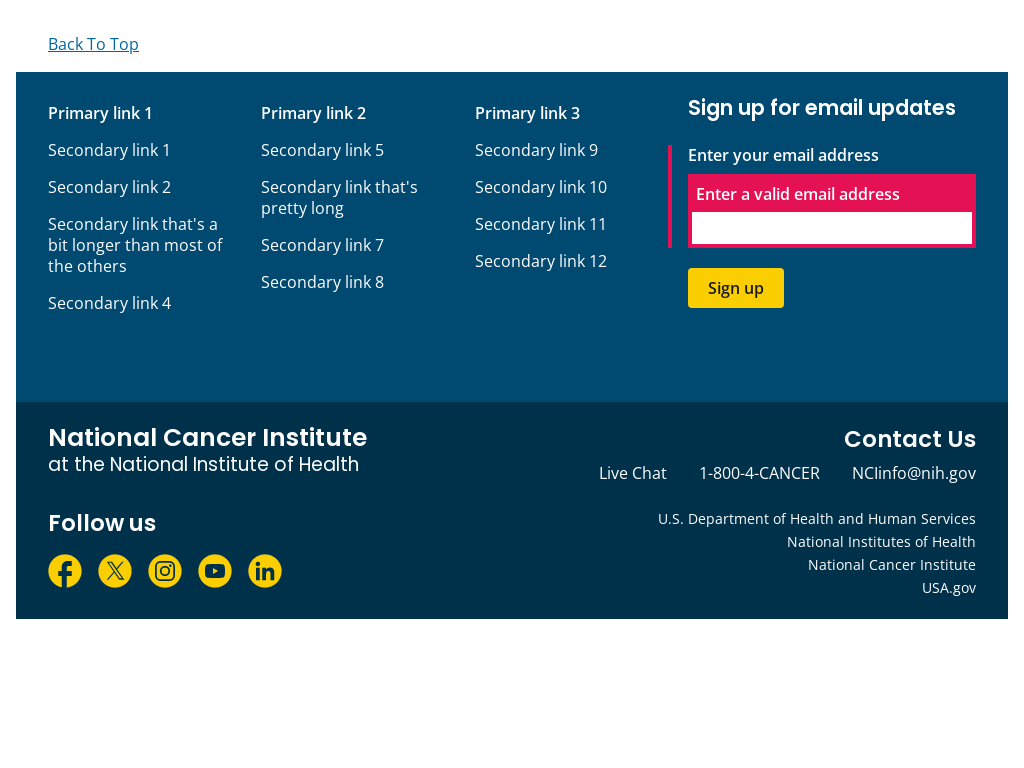 Back To Top
Primary link 1
Secondary link 1
Secondary link 2
Secondary link that's a
bit longer than most of
the others
Secondary link 4
Primary link 2
Secondary link 5
Secondary link that's
pretty long
Secondary link 7
Secondary link 8
Primary link 3
Secondary link 9
Secondary link 10
Secondary link 11
Secondary link 12
Sign up for email updates
Enter your email address
Enter a valid email address
Sign up
National Cancer Institute
at the National Institute of Health
Follow us
Contact Us
Live Chat 1-800-4-CANCER NCIinfo@nih.gov
U.S. Department of Health and Human Services
National Institutes of Health
National Cancer Institute
USA.gov